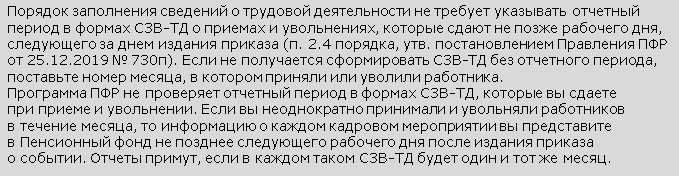 Порядок заполнения сведений о трудовой деятельности не требует указывать отчетный
период в формах СЗВ-ТД о приемах и увольнениях, которые сдают не позже рабочего дня,
следующего за днем издания приказа (п. 2.4 порядка, утв. постановлением Правления ПФР
от 25.12.2019 № 730п). Если не получается сформировать СЗВ-ТД без отчетного периода,
поставьте номер месяца, в котором приняли или уволили работника.
Программа ПФР не проверяет отчетный период в формах СЗВ-ТД, которые вы сдаете
при приеме и увольнении. Если вы неоднократно принимали и увольняли работников
в течение месяца, то информацию о каждом кадровом мероприятии вы представите
в Пенсионный фонд не позднее следующего рабочего дня после издания приказа
о событии. Отчеты примут, если в каждом таком СЗВ-ТД будет один и тот же месяц.